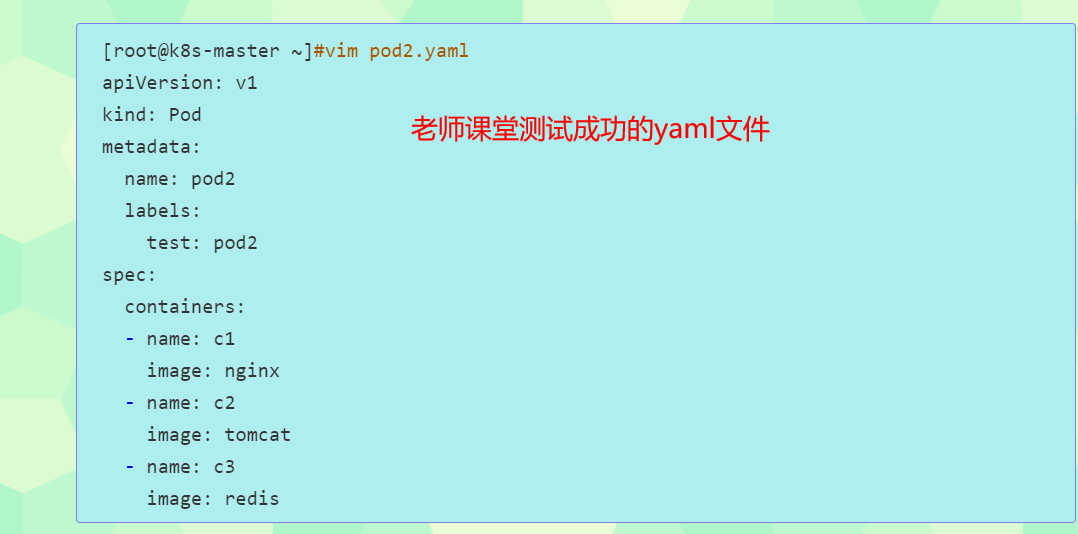 [root@k8s-master ~]#vim pod2.yaml
apiVersion: v1
kind: Pod
老师课堂测试成功的yaml文件
metadata:
  name: pod2
  labels:
    test: pod2
spec:
  containers:
  - name: c1
    image: nginx
  - name: c2
    image: tomcat
  - name: c3
    image: redis